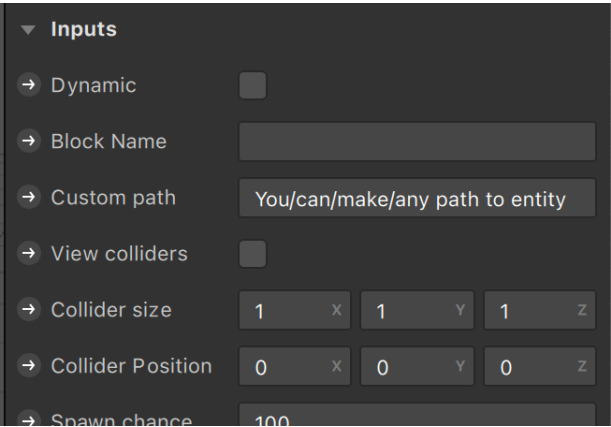 Inputs
Dynamic
Block Name
Custom path You/can/make/any path to entity
View colliders
Collider size 1 X 1 Y 1 Z
Collider Position 0 X 0 Y 0 Z
Spawn chance 100